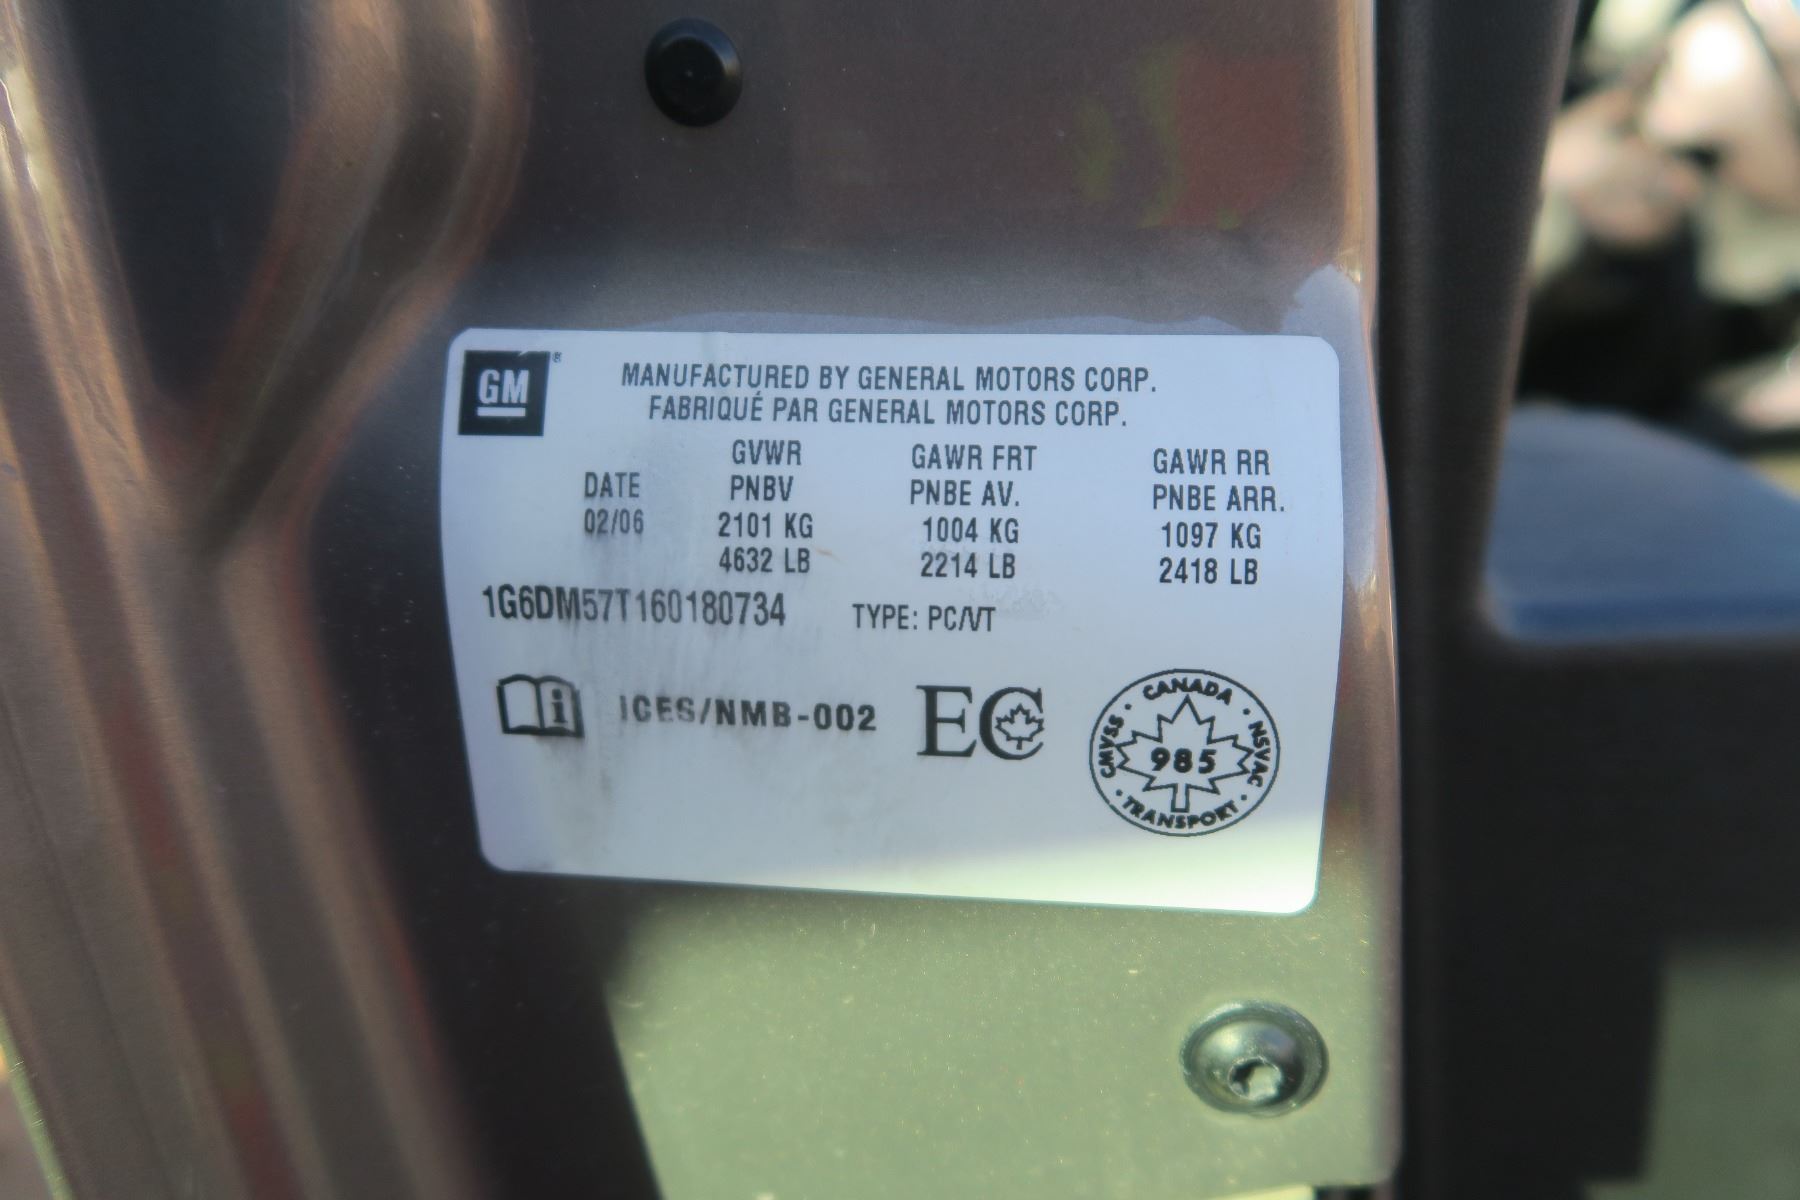 GM®
MANUFACTURED BY GENERAL MOTORS CORP.
FABRIQUÉ PAR GENERAL MOTORS CORP.
GVWR GAWR FRT GAWR RR
DATE PNBV PNBE AV. PNBE ARR.
02/06 2101 KG 1004 KG 1097 KG
4632 LB 2214 LB 2418 LB
1G6DM57T160180734 TYPE: PC/VT
i ICES/NMB-002 EC
CANADA
CMVSS · NSVAC
985
TRANSPORT